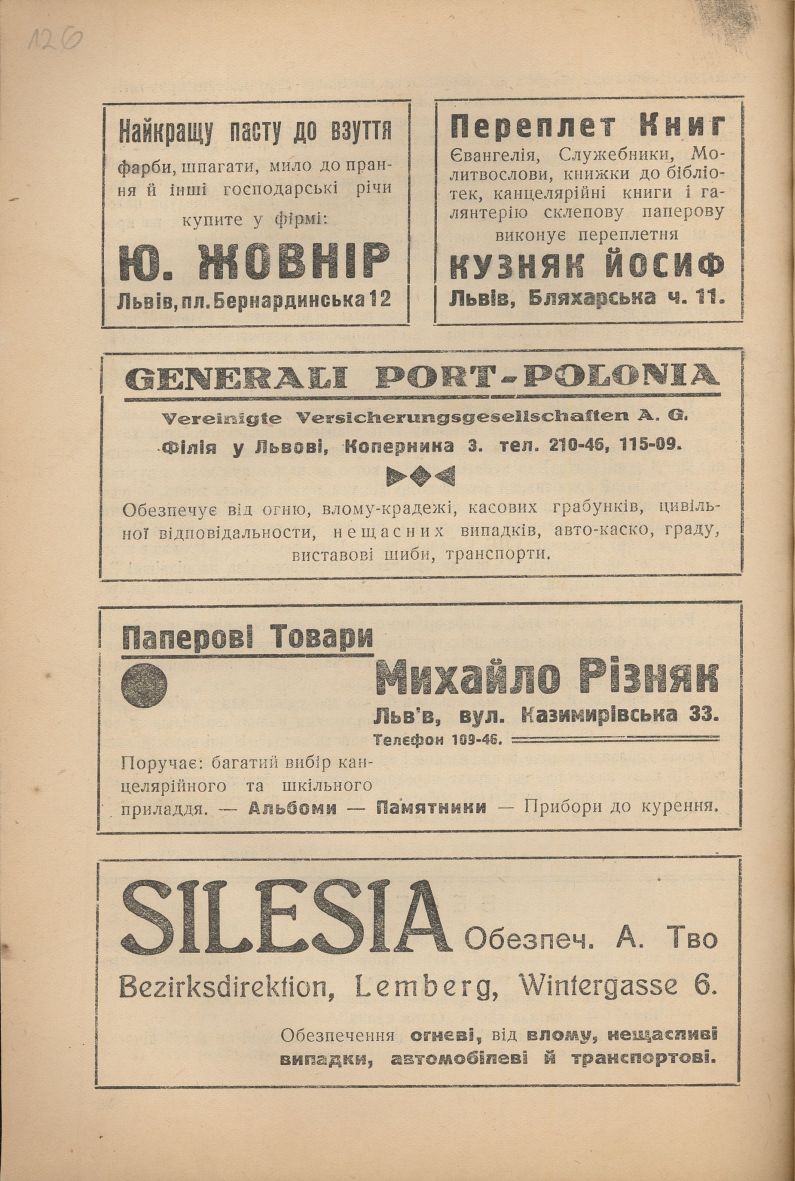 126
Найкращу пасту до взуття
фарби, шпагати, мило до пран-
ня й інші господарські річи
купите у фірмі:
Ю. ЖОВНІР
Львів, пл. Бернардинська 12
Переплет Книг
Євангелія, Служебники, Мо-
литвослови, книжки до бібліо-
тек, канцелярійні книги і га-
лянтерію склепову паперову
виконує переплетня
КУЗНЯК ЙОСИФ
Львів, Бляхарська ч. 11.
GENERALI PORT-POLONIA
Vereinigte Versicherungsgesellschaften A. G.
Філія у Львові, Коперника 3. тел. 210-46, 115-09.
Обезпечує від огню, влому-крадежі, касових грабунків, цивіль-
ної відповідальности, нещасних випадків, авто-каско, граду,
виставові шиби, транспорти.
Паперові Товари
Михайло Різняк
Льв'в, вул. Казимирівська 33.
Телєфон 109-46.
Поручає: багатий вибір кан-
целярійного та шкільного
приладдя. — Альбоми — Памятники — Прибори до курення.
SILESIA Обезпеч. А. Тво
Bezirksdirektion, Lemberg, Wintergasse 6.
Обезпечення огневі, від влому, нещасливі
випадки, автомобілеві й транспортові.